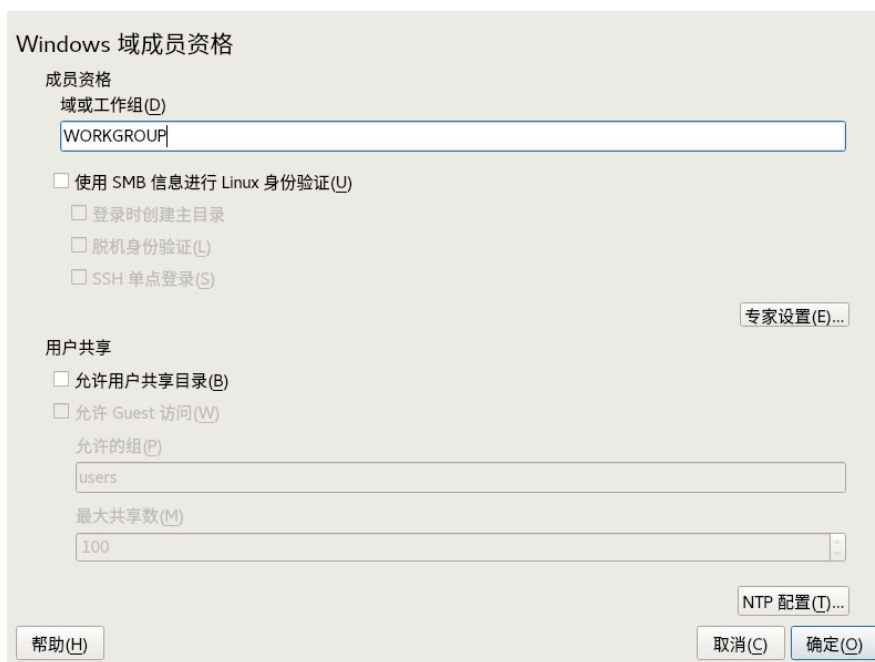 Windows 域成员资格
成员资格
域或工作组(D)
WORKGROUP
使用 SMB 信息进行 Linux 身份验证(U)
登录时创建主目录
脱机身份验证(L)
SSH 单点登录(S)
专家设置(E)...
用户共享
允许用户共享目录(B)
允许 Guest 访问(W)
允许的组(P)
users
最大共享数(M)
100
NTP 配置(T)...
帮助(H) 取消(C) 确定(O)